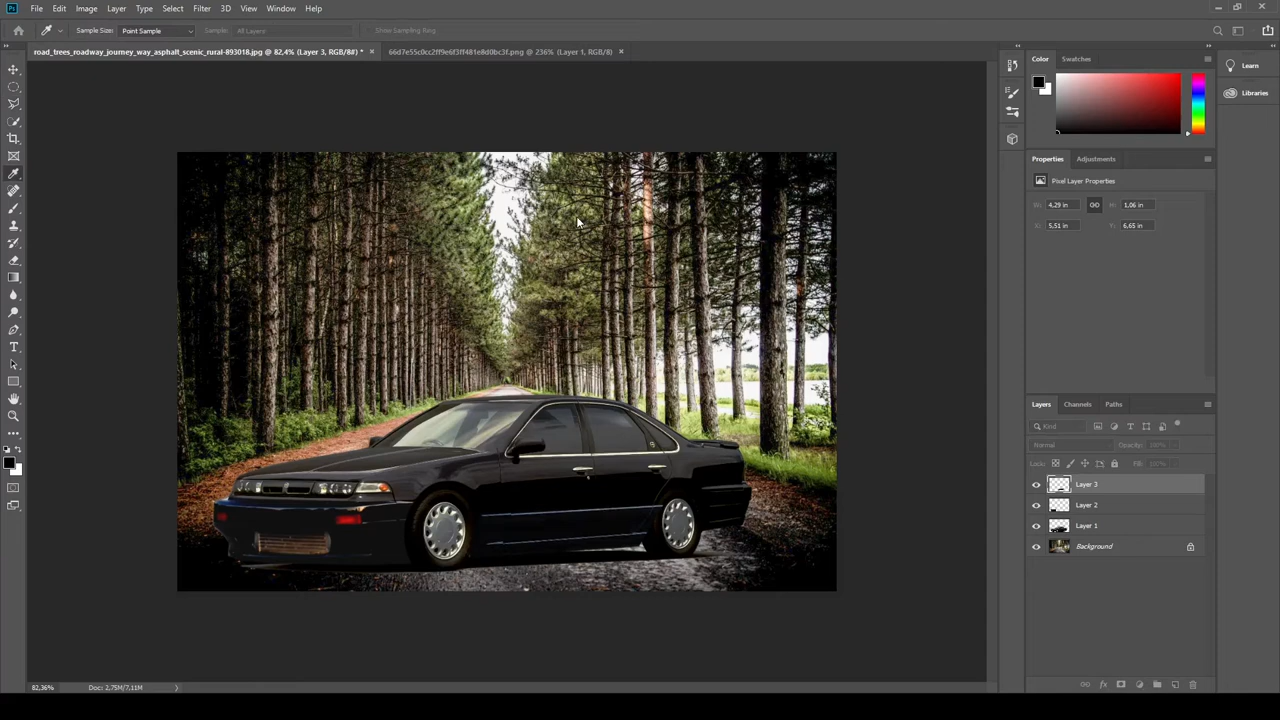 Ps File Edit Image Layer Type Select Filter 3D View Window Help
Sample Size: Point Sample Sample: All Layers Show Sampling Ring
road_trees_roadway_journey_way_asphalt_scenic_rural-893018.jpg @ 82,4% (Layer 3, RGB/8#) * × 66d7e55c0cc2ff9e6f3ff481e8d0bc3f.png @ 236% (Layer 1, RGB/8) ×
Color Swatches
Learn
Libraries
Properties Adjustments
Pixel Layer Properties
W: 4,29 in H: 1,06 in
X: 5,51 in Y: 6,65 in
Layers Channels Paths
Kind
Normal Opacity: 100%
Lock: Fill: 100%
Layer 3
Layer 2
Layer 1
Background
82,36% Doc: 2,75M/7,11M